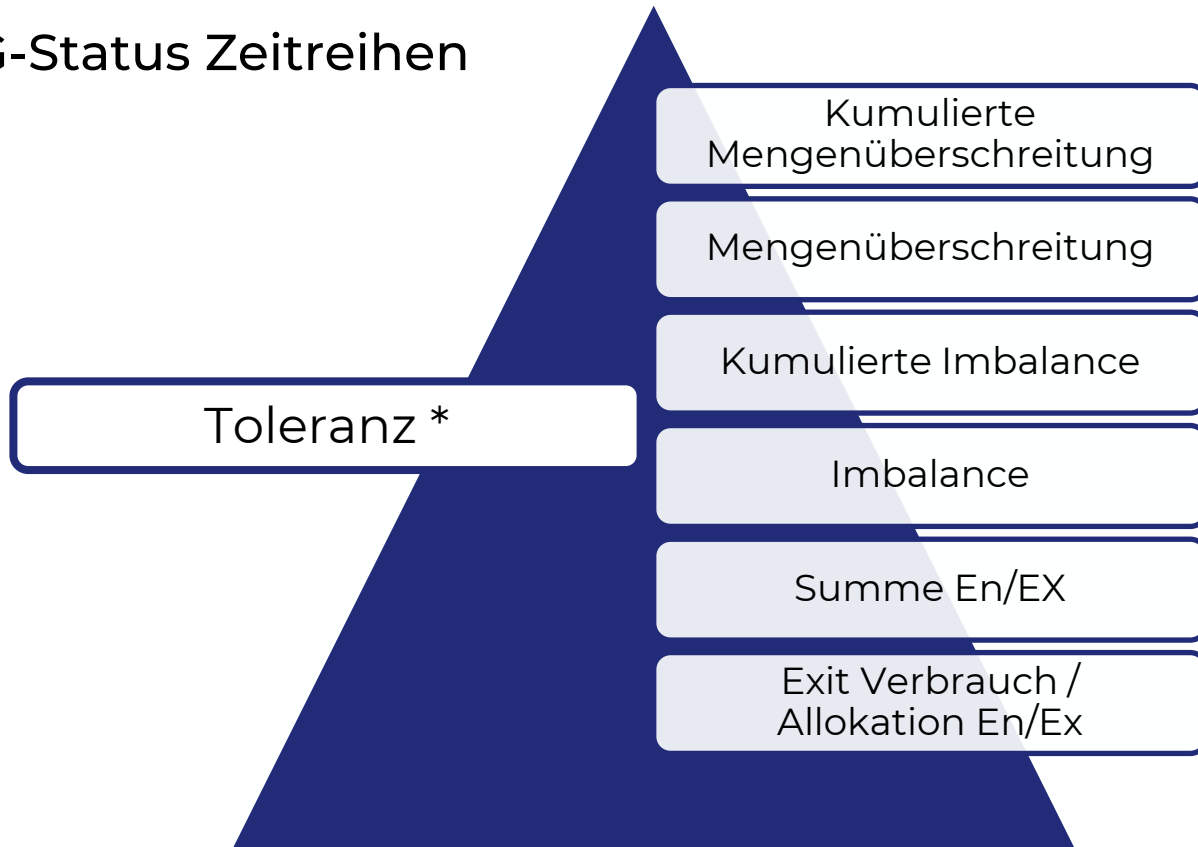 G-Status Zeitreihen
Kumulierte
Mengenüberschreitung
Mengenüberschreitung
Kumulierte Imbalance
Toleranz *
Imbalance
Summe En/EX
Exit Verbrauch /
Allokation En/Ex